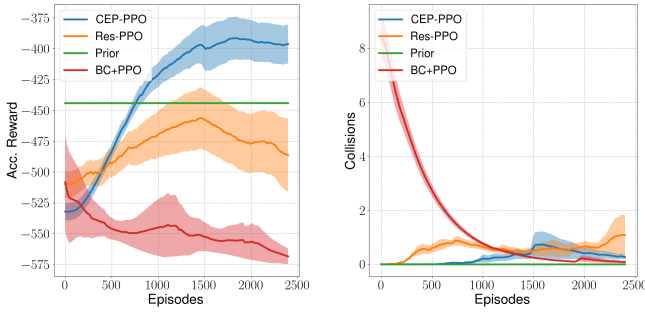 −375
−400
−425
−450
−475
−500
−525
−550
−575
Acc. Reward
CEP-PPO
Res-PPO
Prior
BC+PPO
0
500
1000
1500
2000
2500
Episodes
8
6
4
2
0
Collisions
CEP-PPO
Res-PPO
Prior
BC+PPO
0
500
1000
1500
2000
2500
Episodes